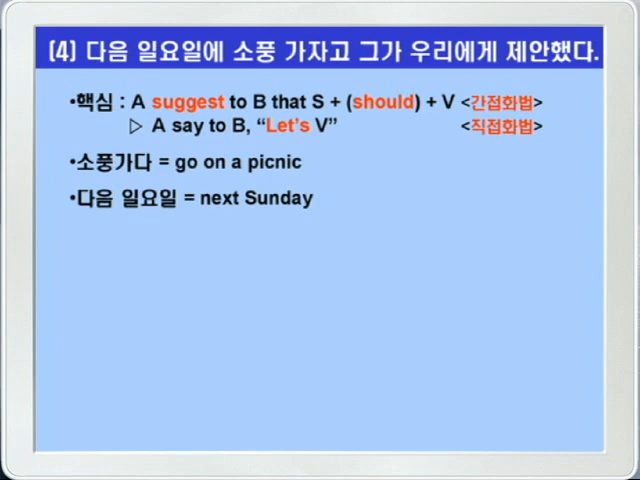 (4) 다음 일요일에 소풍 가자고 그가 우리에게 제안했다.
•핵심 : A suggest to B that S + (should) + V <간접화법>
▷ A say to B, “Let’s V” <직접화법>
•소풍가다 = go on a picnic
•다음 일요일 = next Sunday